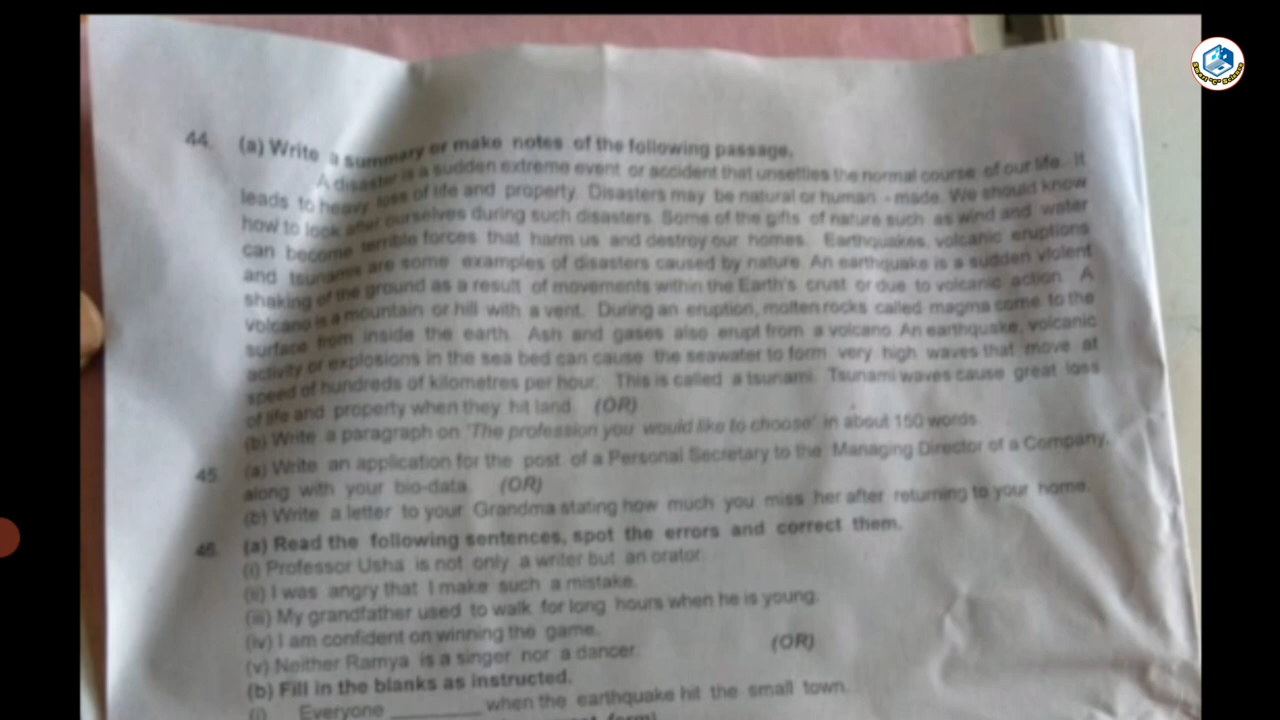 44. (a) Write a summary or make notes of the following passage.
A disaster is a sudden extreme event or accident that unsettles the normal course of our life. It
leads to heavy loss of life and property. Disasters may be natural or human - made. We should know
how to look after ourselves during such disasters. Some of the gifts of nature such as wind and water
can become terrible forces that harm us and destroy our homes. Earthquakes, volcanic eruptions
and tsunamis are some examples of disasters caused by nature. An earthquake is a sudden violent
shaking of the ground as a result of movements within the Earth's crust or due to volcanic action. A
volcano is a mountain or hill with a vent. During an eruption, molten rocks called magma come to the
surface from inside the earth. Ash and gases also erupt from a volcano. An earthquake, volcanic
activity or explosions in the sea bed can cause the seawater to form very high waves that move at
speed of hundreds of kilometres per hour. This is called a tsunami. Tsunami waves cause great loss
of life and property when they hit land. (OR)
(b) Write a paragraph on 'The profession you would like to choose' in about 150 words.
45. (a) Write an application for the post of a Personal Secretary to the Managing Director of a Company,
along with your bio-data. (OR)
(b) Write a letter to your Grandma stating how much you miss her after returning to your home.
46. (a) Read the following sentences, spot the errors and correct them.
(i) Professor Usha is not only a writer but an orator.
(ii) I was angry that I make such a mistake.
(iii) My grandfather used to walk for long hours when he is young.
(iv) I am confident on winning the game.
(v) Neither Ramya is a singer nor a dancer. (OR)
(b) Fill in the blanks as instructed.
(i) Everyone ________ when the earthquake hit the small town.
Smart "C" Science